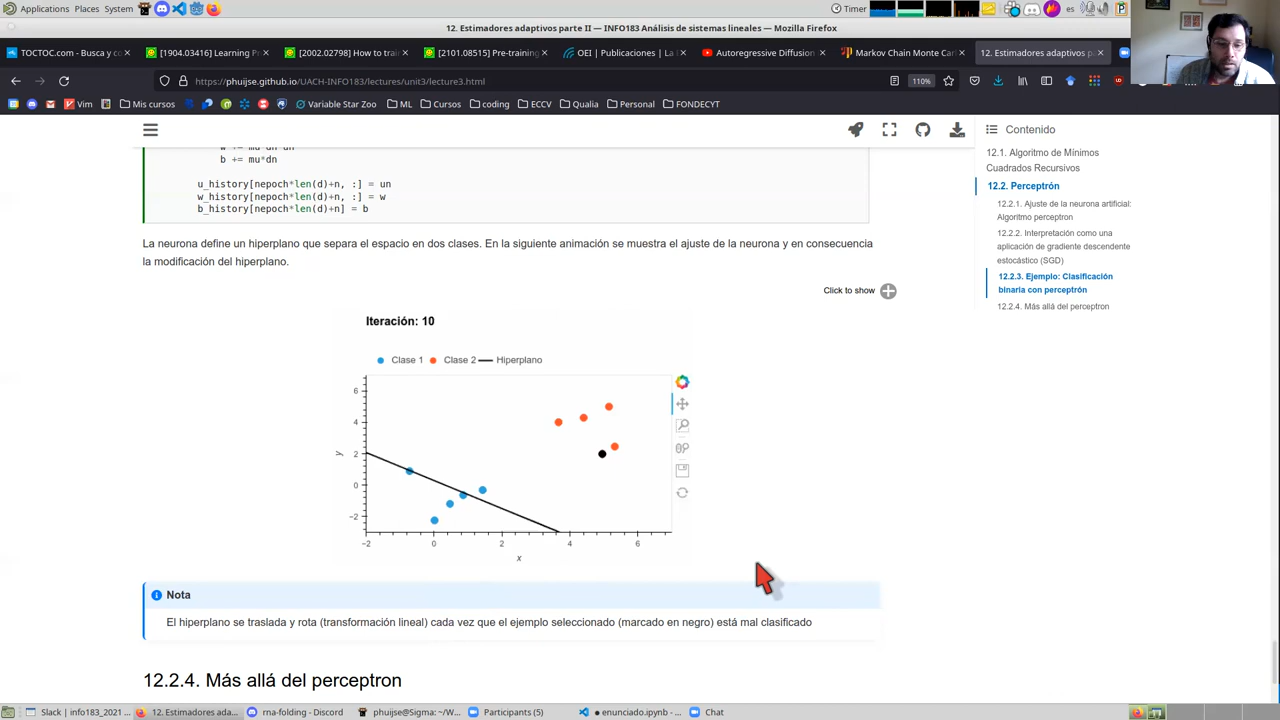 Applications Places System
Timer
es
12. Estimadores adaptivos parte II — INFO183 Análisis de sistemas lineales — Mozilla Firefox
TOCTOC.com - Busca y co
[1904.03416] Learning Pr
[2002.02798] How to train
[2101.08515] Dif
OEI | Publicaciones | La
Autoregressive Diffusion
Markov Chain Monte Carl
12. Estimadores adaptivos pa
https://phuijse.github.io/UACH-INFO183/lectures/unit3/lecture3.html
110%
Vim
Mis cursos
Variable Star Zoo
ML
Cursos
coding
ECCV
Qualia
Personal
FONDECYT
Contenido
12.1. Algoritmo de Mínimos
Cuadrados Recursivos
12.2. Perceptrón
12.2.1. Ajuste de la neurona artificial:
Algoritmo perceptron
12.2.2. Interpretación como una
aplicación de gradiente descendente
estocástico (SGD)
12.2.3. Ejemplo: Clasificación
binaria con perceptrón
12.2.4. Más allá del perceptron
b += mu*dn
u_history[nepoch*len(d)+n, :] = un
w_history[nepoch*len(d)+n, :] = w
b_history[nepoch*len(d)+n] = b
La neurona define un hiperplano que separa el espacio en dos clases. En la siguiente animación se muestra el ajuste de la neurona y en consecuencia
la modificación del hiperplano.
Click to show
Iteración: 10
Clase 1 Clase 2 Hiperplano
6
4
2
0
−2
y
−2 0 2 4 6
x
Nota
El hiperplano se traslada y rota (transformación lineal) cada vez que el ejemplo seleccionado (marcado en negro) está mal clasificado
12.2.4. Más allá del perceptron
Slack | info183_2021 ...
12. Estimadores ada...
rna-folding - Discord
phuijse@Sigma: ~/W...
Participants (5)
● enunciado.ipynb - ...
Chat